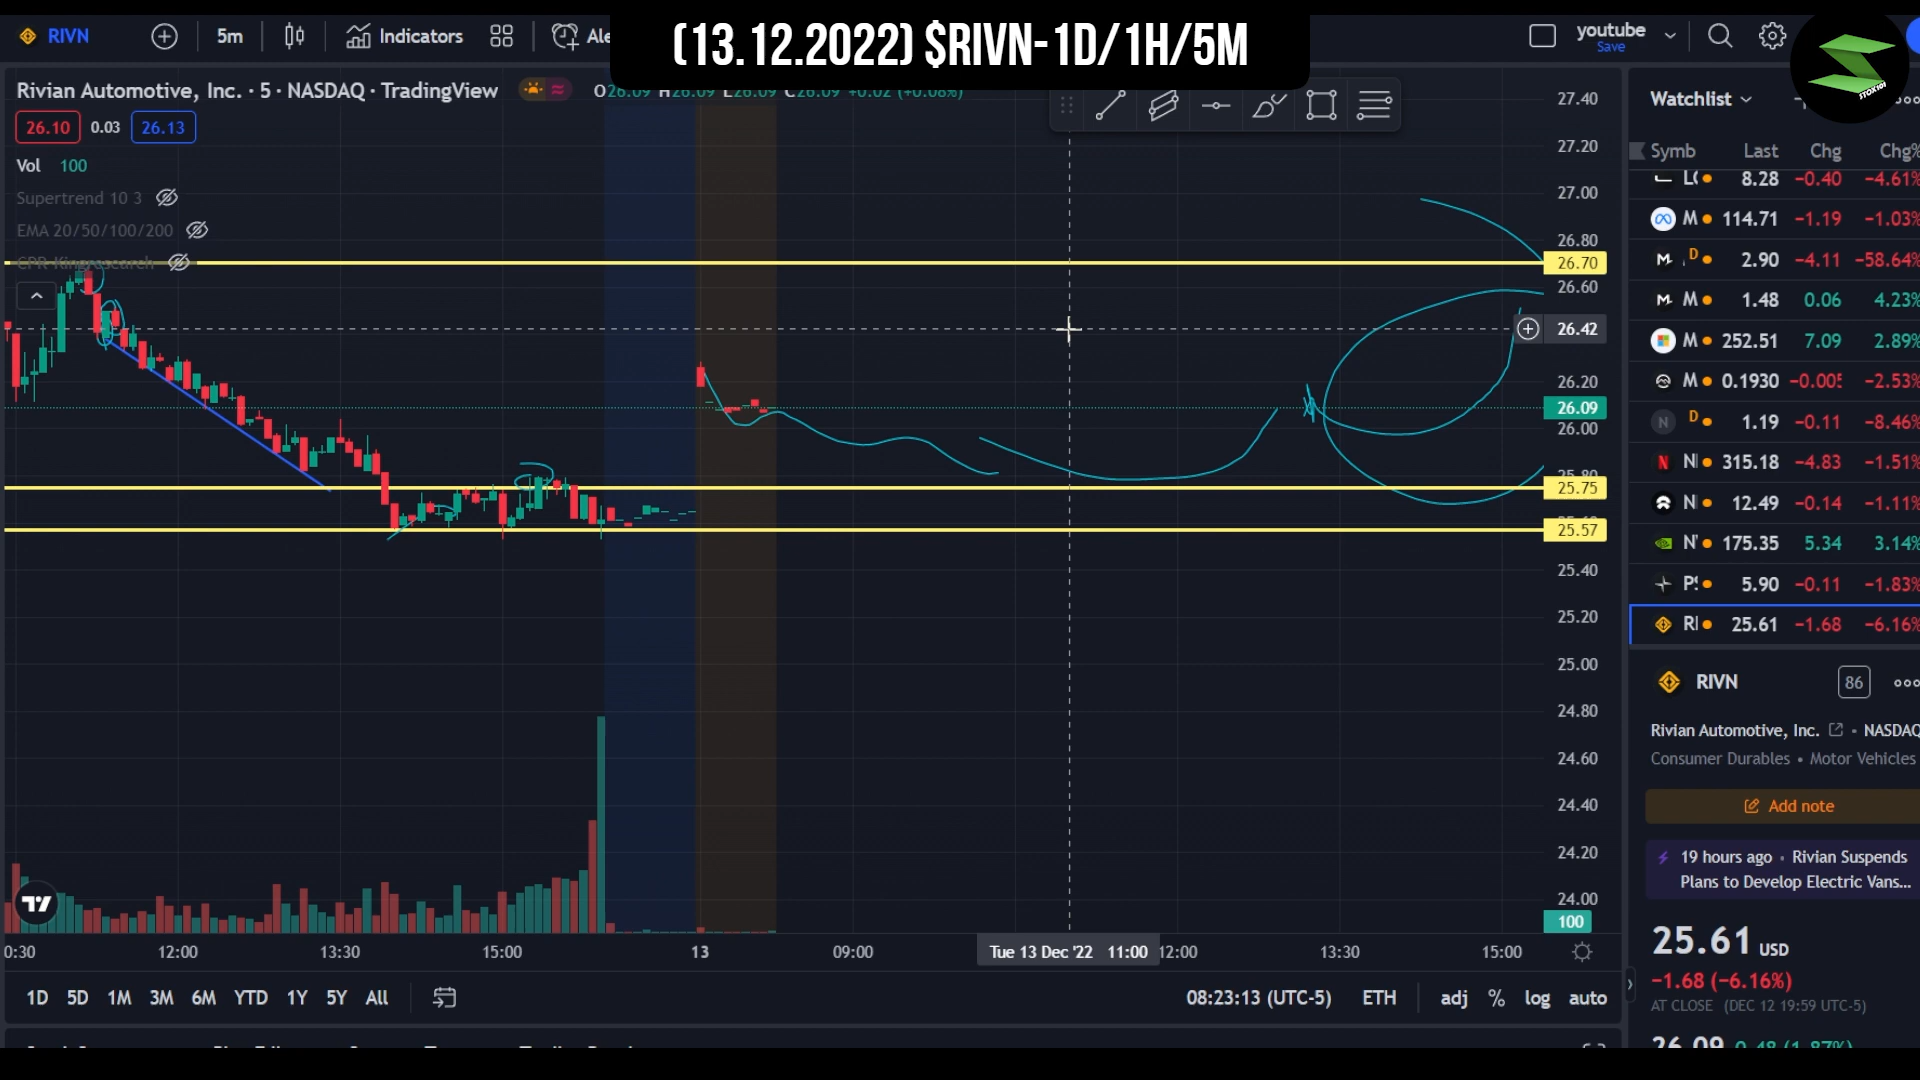 (13.12.2022) $RIVN-1D/1H/5M
RIVN
5m
Indicators
youtube
Save
STOX101
Rivian Automotive, Inc. · 5 · NASDAQ · TradingView
O26.09 H26.09 L26.09 C26.09 +0.02 (+0.08%)
26.10 0.03 26.13
Vol 100
Supertrend 10 3
EMA 20/50/100/200
27.40
27.20
27.00
26.80
26.70
26.60
26.42
26.20
26.09
26.00
25.80
25.75
25.57
25.40
25.20
25.00
24.80
24.60
24.40
24.20
24.00
100
0:30 12:00 13:30 15:00 13 09:00 Tue 13 Dec '22 11:00 12:00 13:30 15:00
1D 5D 1M 3M 6M YTD 1Y 5Y All
08:23:13 (UTC-5) ETH adj % log auto
Watchlist
Symb Last Chg Chg%
8.28 −0.40 −4.61%
M 114.71 −1.19 −1.03%
M D 2.90 −4.11 −58.64%
M 1.48 0.06 4.23%
M 252.51 7.09 2.89%
M 0.1930 −0.005 −2.53%
N D 1.19 −0.11 −8.46%
315.18 −4.83 −1.51%
12.49 −0.14 −1.11%
175.35 5.34 3.14%
5.90 −0.11 −1.83%
25.61 −1.68 −6.16%
RIVN 86
Rivian Automotive, Inc. • NASDAQ
Consumer Durables • Motor Vehicles
Add note
19 hours ago • Rivian Suspends
Plans to Develop Electric Vans...
25.61 USD
−1.68 (−6.16%)
AT CLOSE (DEC 12 19:59 UTC-5)
26.09 0.48 (1.87%)